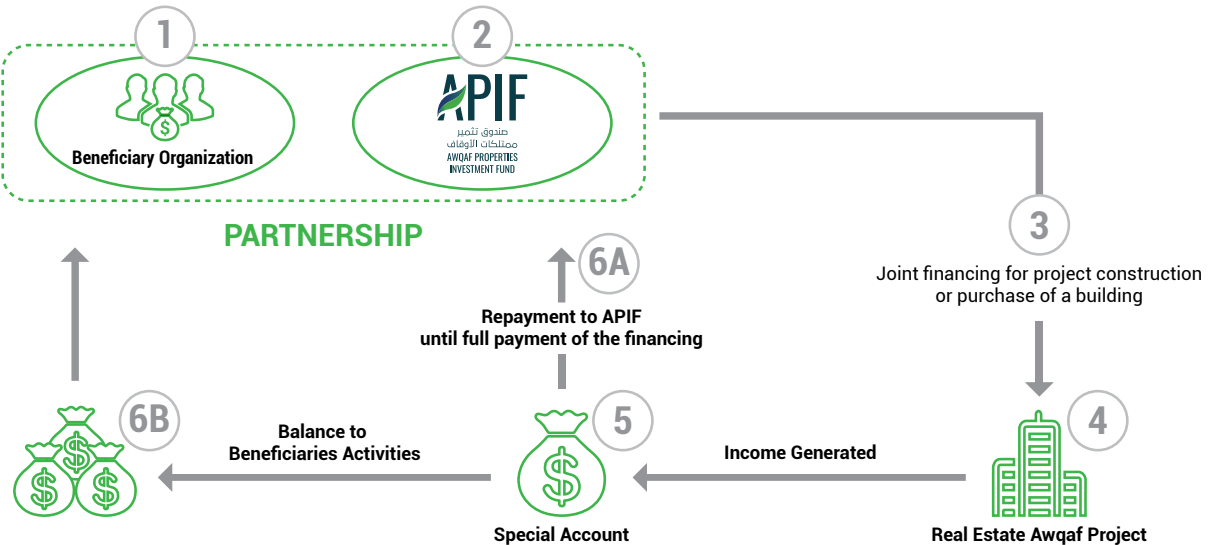 1
2
$
Beneficiary Organization
APIF
صندوق تثمير
ممتلكات الأوقاف
AWQAF PROPERTIES
INVESTMENT FUND
PARTNERSHIP
3
Joint financing for project construction
or purchase of a building
6A
Repayment to APIF
until full payment of the financing
6B
$
$
$
Balance to
Beneficiaries Activities
5
$
Special Account
Income Generated
4
Real Estate Awqaf Project